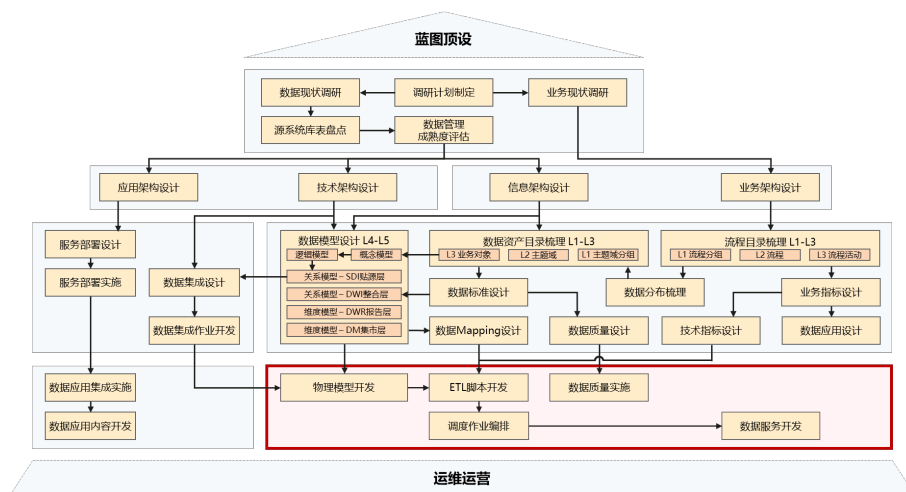 蓝图顶设
数据现状调研
调研计划制定
业务现状调研
源系统库表盘点
数据管理
成熟度评估
应用架构设计
技术架构设计
信息架构设计
业务架构设计
服务部署设计
服务部署实施
数据集成设计
数据集成作业开发
数据模型设计 L4-L5
逻辑模型
概念模型
关系模型 – SDI贴源层
关系模型 – DWI整合层
维度模型 – DWR报告层
维度模型 – DM集市层
数据资产目录梳理 L1-L3
L3 业务对象
L2 主题域
L1 主题域分组
数据标准设计
数据分布梳理
数据Mapping设计
数据质量设计
流程目录梳理 L1-L3
L1 流程分组
L2 流程
L3 流程活动
业务指标设计
技术指标设计
数据应用设计
数据应用集成实施
数据应用内容开发
物理模型开发
ETL脚本开发
数据质量实施
调度作业编排
数据服务开发
运维运营